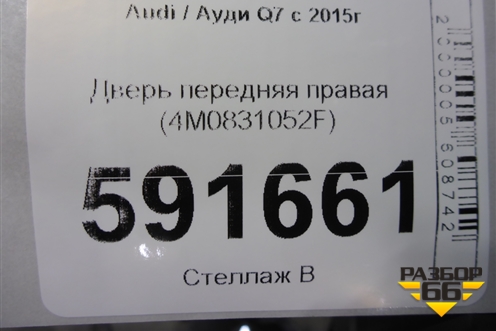 Audi / Ауди Q7 с 2015г
Дверь передняя правая
(4M0831052F)
591661
Стеллаж В
2000005608742
РАЗБОР
66